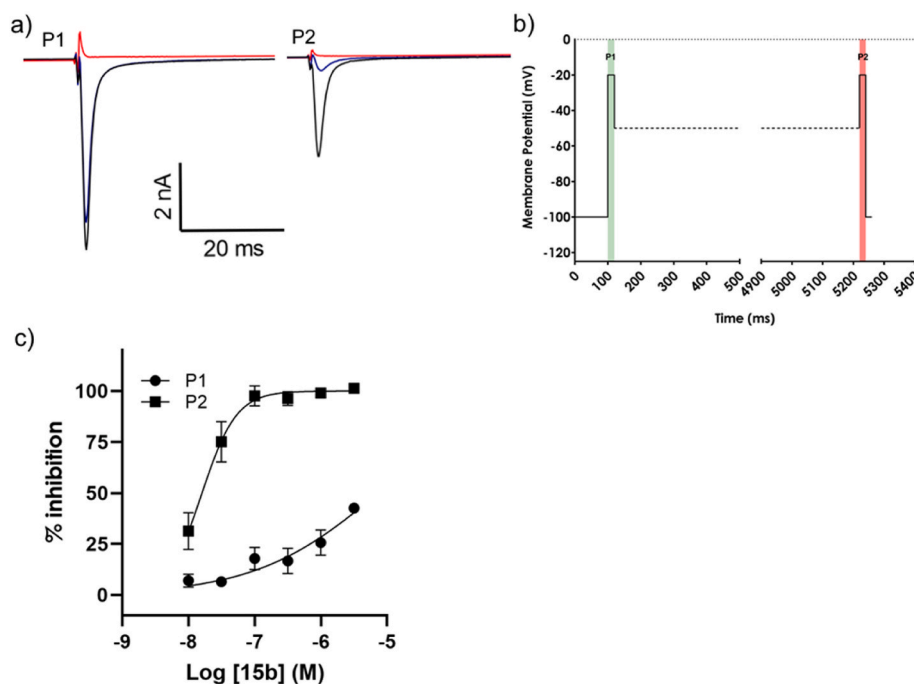 a)
P1
P2
2 nA
20 ms
b)
Membrane Potential (mV)
0
-20
-40
-60
-80
-100
-120
P1
P2
0
100
200
300
400
500
4900
5000
5100
5200
5300
5400
Time (ms)
c)
P1
P2
% inhibition
100
75
50
25
0
-9
-8
-7
-6
-5
Log [15b] (M)